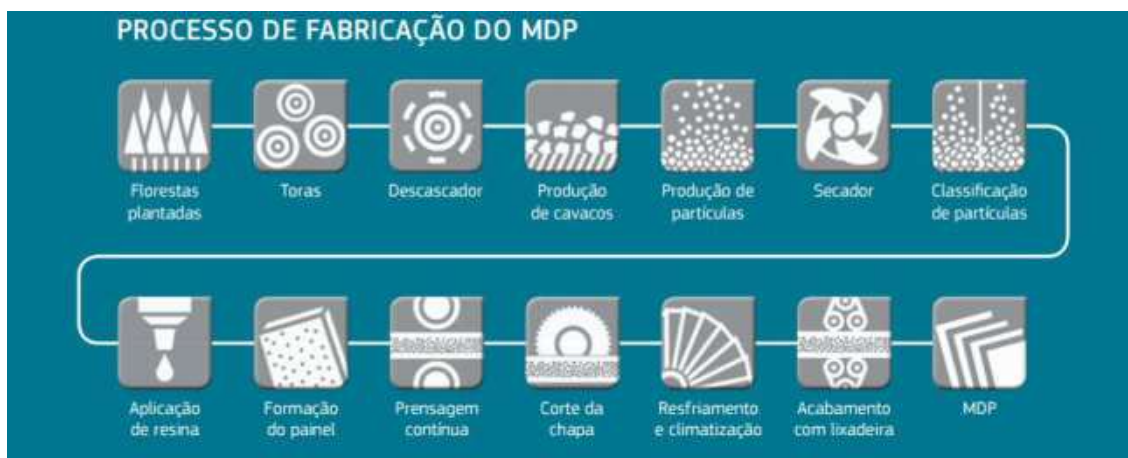 PROCESSO DE FABRICAÇÃO DO MDP
Florestas
plantadas
Toras
Descascador
Produção
de cavacos
Produção de
partículas
Secador
Classificação
de partículas
Aplicação
de resina
Formação
do painel
Prensagem
contínua
Corte da
chapa
Resfriamento
e climatização
Acabamento
com lixadeira
MDP